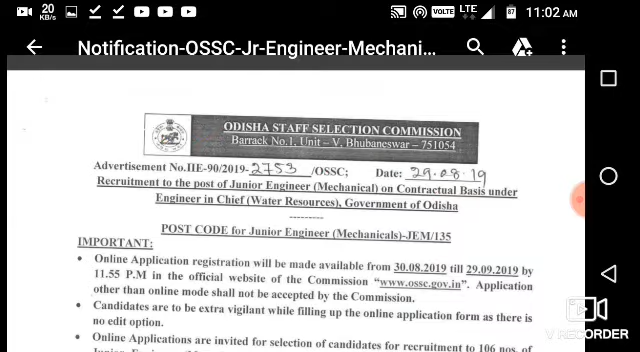 20
KB/S
VOLTE
LTE
87
11:02 AM
Notification-OSSC-Jr-Engineer-Mechani...
ODISHA STAFF SELECTION COMMISSION
Barrack No.1, Unit – V, Bhubaneswar – 751054
Advertisement No.IIE-90/2019-2753 /OSSC; Date: 29.08.19
Recruitment to the post of Junior Engineer (Mechanical) on Contractual Basis under
Engineer in Chief (Water Resources), Government of Odisha
----------
POST CODE for Junior Engineer (Mechanicals)-JEM/135
IMPORTANT:
• Online Application registration will be made available from 30.08.2019 till 29.09.2019 by
11.55 P.M in the official website of the Commission "www.ossc.gov.in". Application
other than online mode shall not be accepted by the Commission.
• Candidates are to be extra vigilant while filling up the online application form as there is
no edit option.
• Online Applications are invited for selection of candidates for recruitment to 106 nos. of
V RECORDER